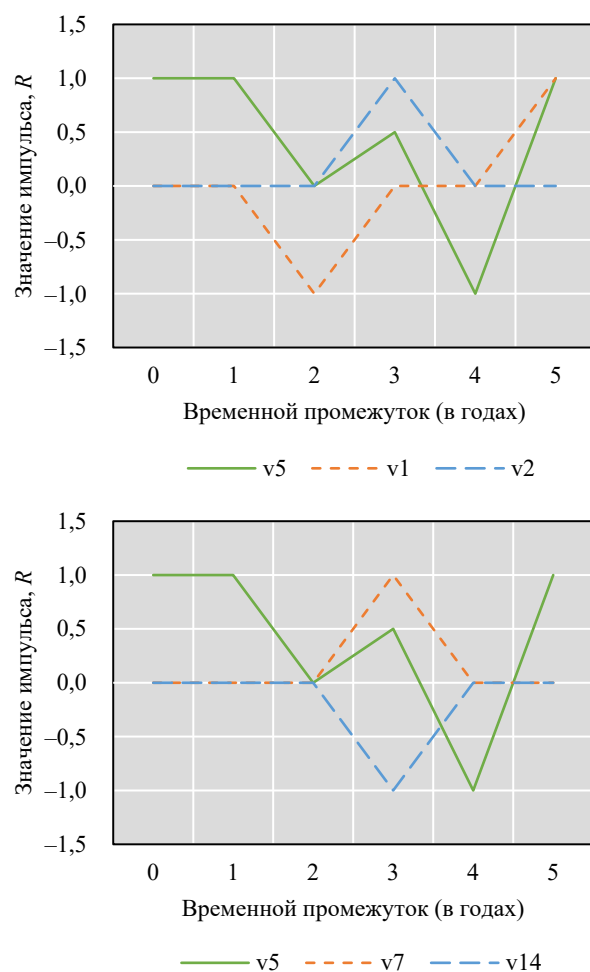 1,5
1,0
0,5
0,0
–0,5
–1,0
–1,5
Значение импульса, R
0 1 2 3 4 5
Временной промежуток (в годах)
v5 v1 v2
1,5
1,0
0,5
0,0
–0,5
–1,0
–1,5
Значение импульса, R
0 1 2 3 4 5
Временной промежуток (в годах)
v5 v7 v14